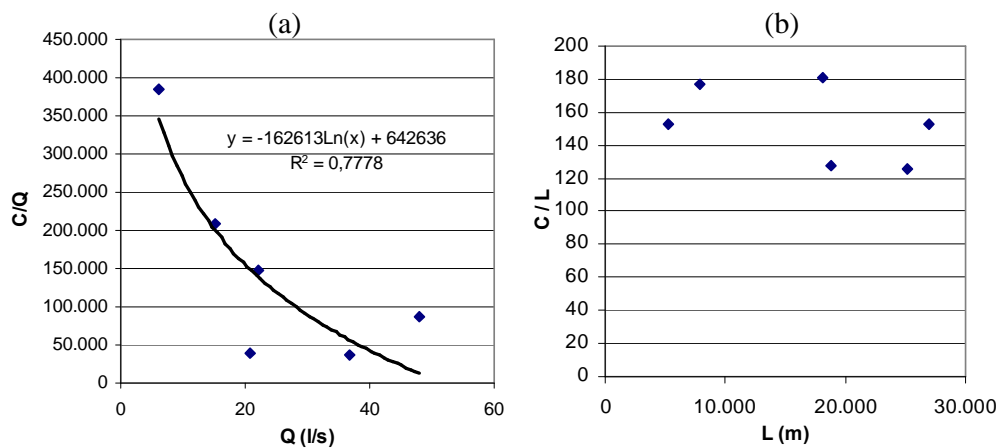 (a)
450.000
400.000
350.000
300.000
250.000
200.000
150.000
100.000
50.000
0
C/Q
y = -162613Ln(x) + 642636
R² = 0,7778
0 20 40 60
Q (l/s)
(b)
200
180
160
140
120
100
80
60
40
20
0
C / L
0 10.000 20.000 30.000
L (m)